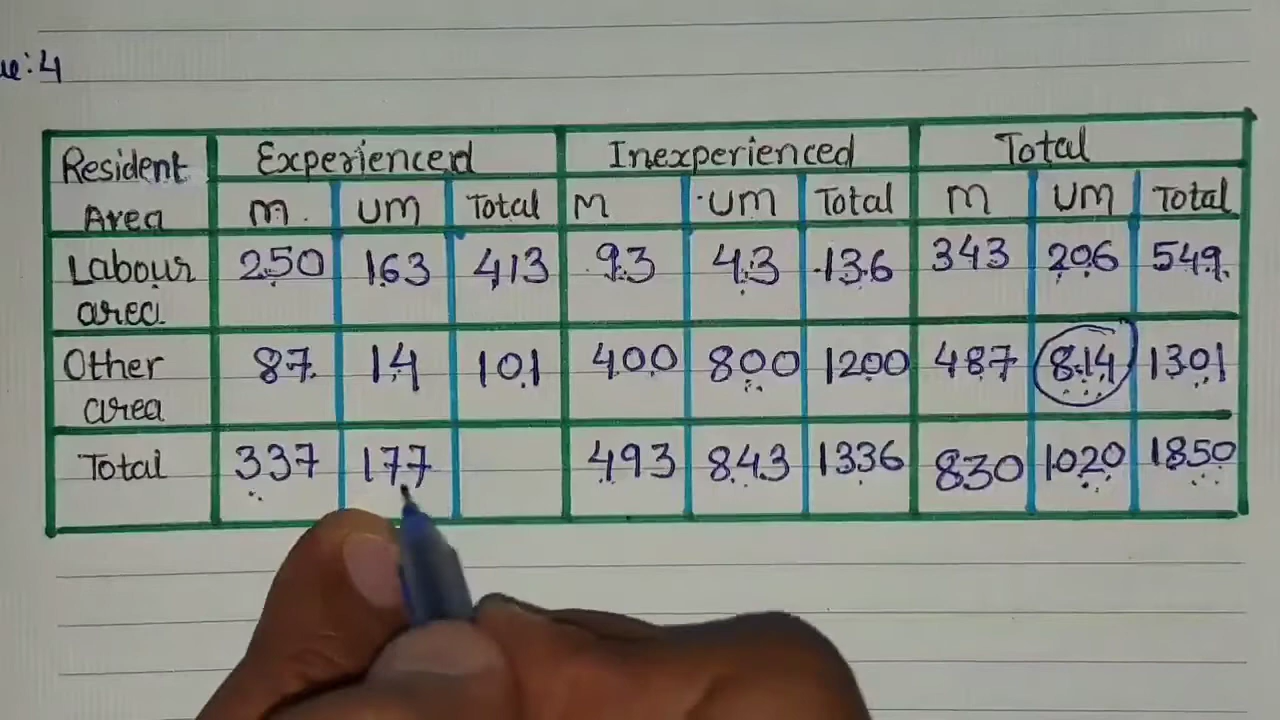 ue:4
Resident Area Experienced Inexperienced Total
M. UM Total M UM Total M UM Total
Labour area 250 163 413 93 43 136 343 206 549
Other area 87 14 101 400 800 1200 487 814 1301
Total 337 177 493 843 1336 830 1020 1850